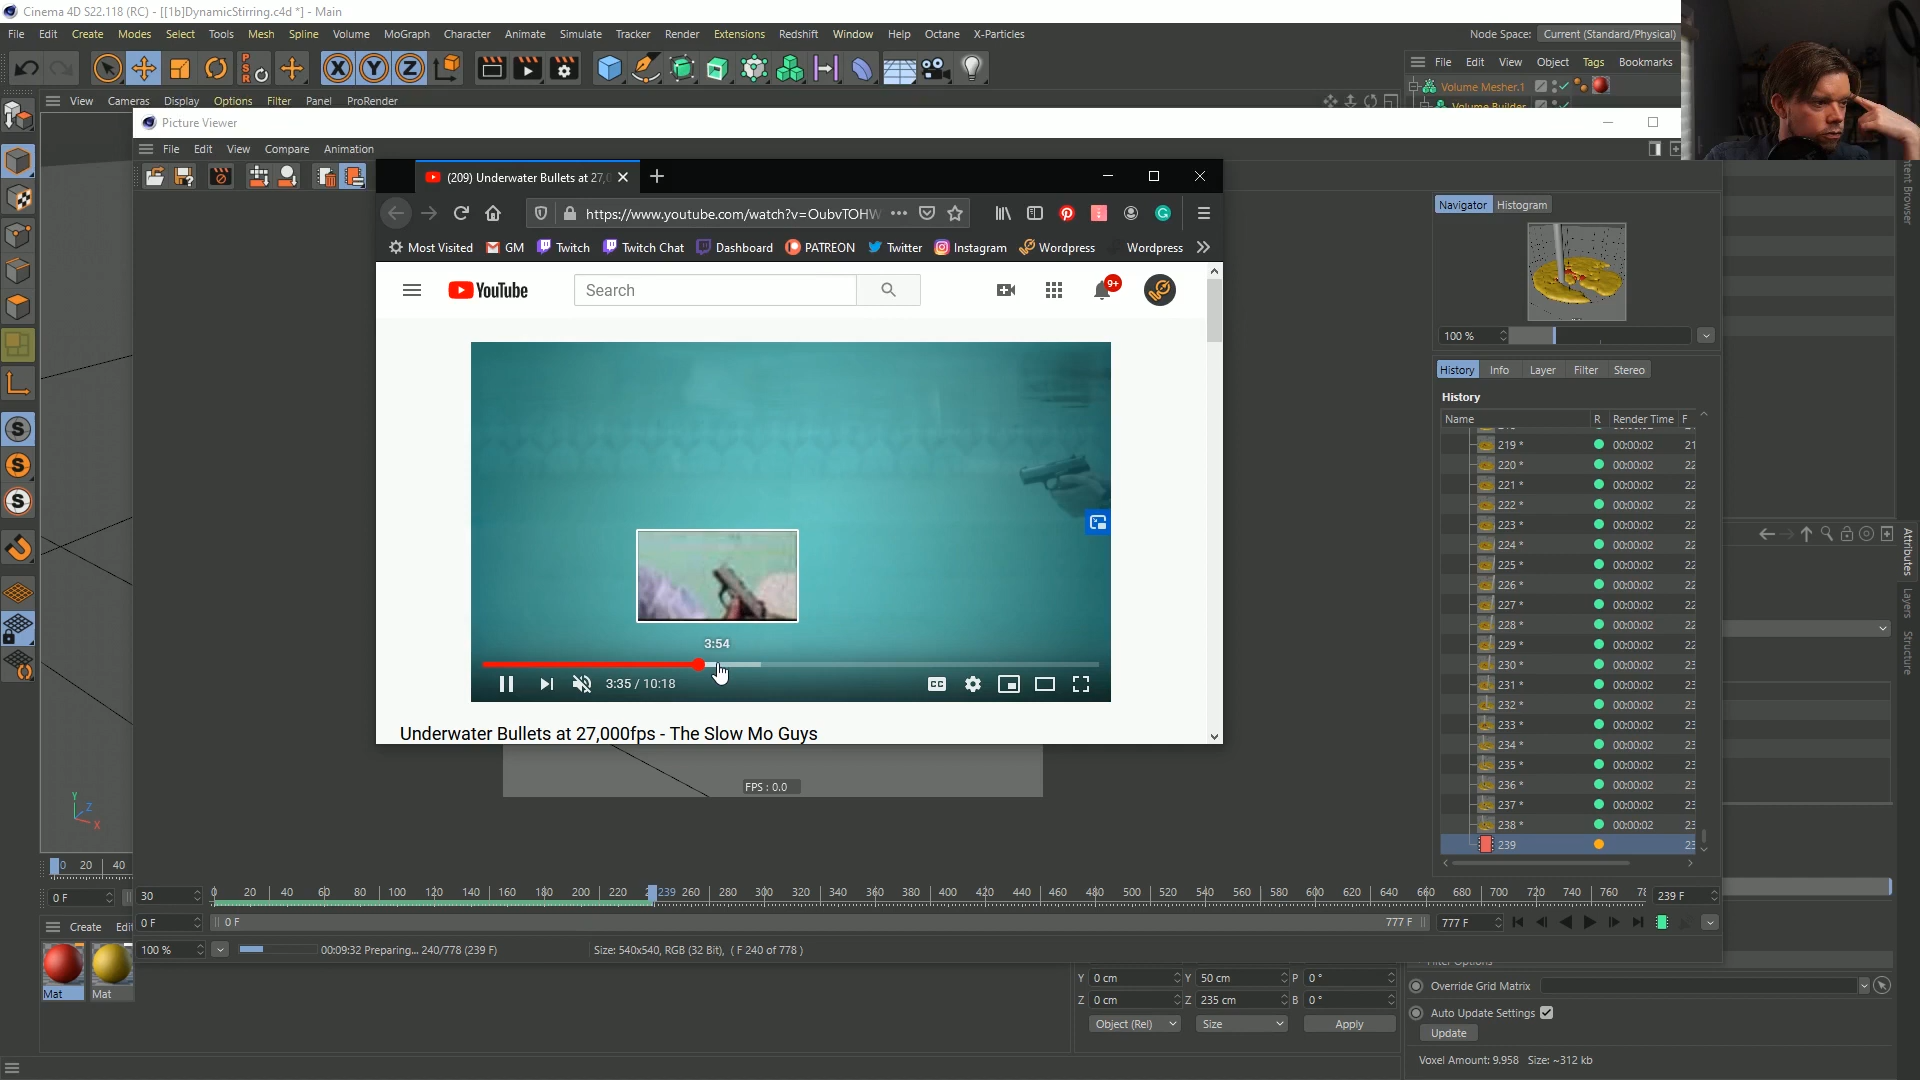 Cinema 4D S22.118 (RC) - [[1b]DynamicStirring.c4d *] - Main
File Edit Create Modes Select Tools Mesh Spline Volume MoGraph Character Animate Simulate Tracker Render Extensions Redshift Window Help Octane X-Particles
Node Space: Current (Standard/Physical)
File Edit View Object Tags Bookmarks
Volume Mesher.1
Volume Builder
View Cameras Display Options Filter Panel ProRender
Picture Viewer
File Edit View Compare Animation
(209) Underwater Bullets at 27,0
https://www.youtube.com/watch?v=OubvTOHW
Most Visited GM Twitch Twitch Chat Dashboard PATREON Twitter Instagram Wordpress Wordpress
YouTube
Search
9+
3:54
3:35 / 10:18
CC
Underwater Bullets at 27,000fps - The Slow Mo Guys
FPS : 0.0
Navigator Histogram
100 %
History Info Layer Filter Stereo
History
Name R Render Time F
219 * 00:00:02 21
220 * 00:00:02 22
221 * 00:00:02 22
222 * 00:00:02 22
223 * 00:00:02 22
224 * 00:00:02 22
225 * 00:00:02 22
226 * 00:00:02 22
227 * 00:00:02 22
228 * 00:00:02 22
229 * 00:00:02 22
230 * 00:00:02 23
231 * 00:00:02 23
232 * 00:00:02 23
233 * 00:00:02 23
234 * 00:00:02 23
235 * 00:00:02 23
236 * 00:00:02 23
237 * 00:00:02 23
238 * 00:00:02 23
239 23
Attributes
Layers
Structure
Y Z X
0 20 40
0 F
30
0 20 40 60 80 100 120 140 160 180 200 220 239 260 280 300 320 340 360 380 400 420 440 460 480 500 520 540 560 580 600 620 640 660 680 700 720 740 760
239 F
0 F
0 F
777 F
777 F
100 %
00:09:32 Preparing... 240/778 (239 F)
Size: 540x540, RGB (32 Bit), ( F 240 of 778 )
Create
Mat
Mat
Y 0 cm Y 50 cm P 0 °
Z 0 cm Z 235 cm B 0 °
Object (Rel) Size Apply
Override Grid Matrix
Auto Update Settings
Update
Voxel Amount: 9.958 Size: ~312 kb